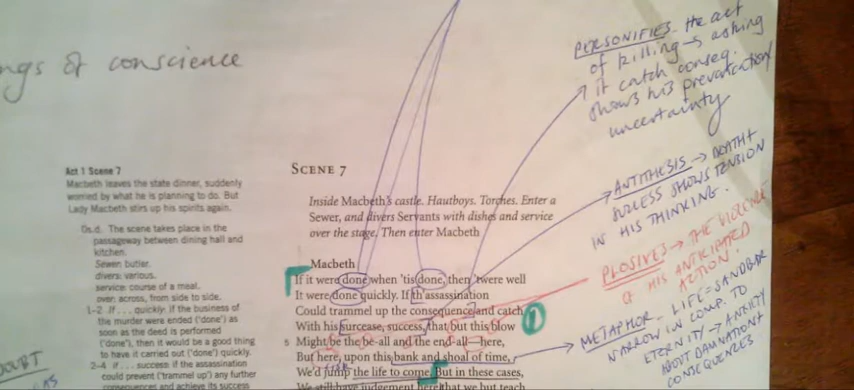 ngs of conscience
PERSONIFIES the act
of killing → asking
it catch conseq.
shows his prevarication/
uncertainty
ANTITHESIS → DEATH +
SUCCESS SHOWS TENSION
IN HIS THINKING.
PLOSIVES → THE VIOLENCE
OF HIS ANTICIPATED
ACTION.
METAPHOR - LIFE = SANDBAR
NARROW IN COMP. TO
ETERNITY → ANXIETY
ABOUT DAMNATION +
CONSEQUENCES
DOUBT
Act 1 Scene 7
Macbeth leaves the state dinner, suddenly
worried by what he is planning to do. But
Lady Macbeth stirs up his spirits again.
0s.d. The scene takes place in the
passageway between dining hall and
kitchen.
Sewer: butler.
divers: various.
service: course of a meal.
over: across, from side to side.
1–2 If . . . quickly: if the business of
the murder were ended ('done') as
soon as the deed is performed
('done'), then it would be a good thing
to have it carried out ('done') quickly.
2–4 if . . . success: if the assassination
could prevent ('trammel up') any further
consequences and achieve its success
SCENE 7
Inside Macbeth's castle. Hautboys. Torches. Enter a
Sewer, and divers Servants with dishes and service
over the stage. Then enter Macbeth
Macbeth
If it were done when 'tis done, then 'twere well
It were done quickly. If th'assassination
Could trammel up the consequence and catch
With his surcease, success, that but this blow
5 Might be the be-all and the end-all—here,
But here, upon this bank and shoal of time,
We'd jump the life to come. But in these cases,
We still have judgement here that we but teach
1